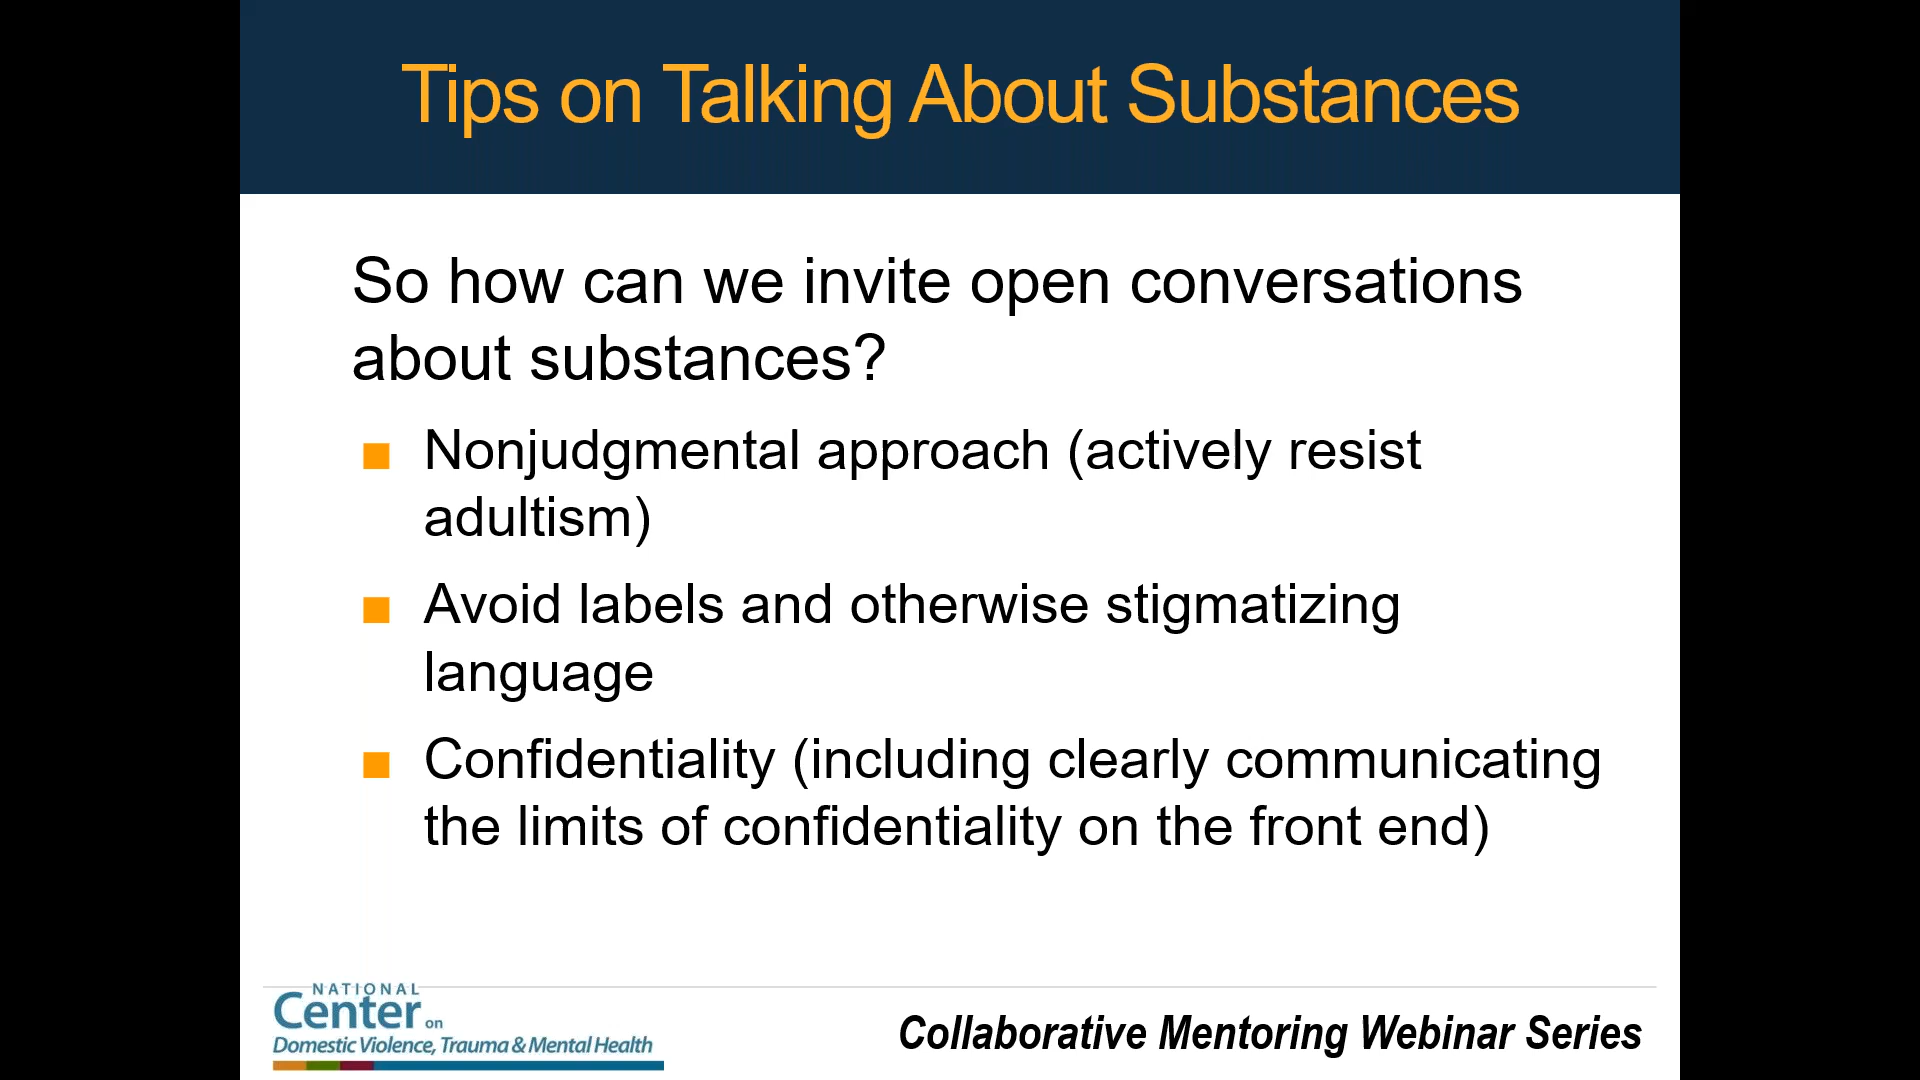 Tips on Talking About Substances
So how can we invite open conversations
about substances?
Nonjudgmental approach (actively resist
adultism)
Avoid labels and otherwise stigmatizing
language
Confidentiality (including clearly communicating
the limits of confidentiality on the front end)
NATIONAL
Center on
Domestic Violence, Trauma & Mental Health
Collaborative Mentoring Webinar Series